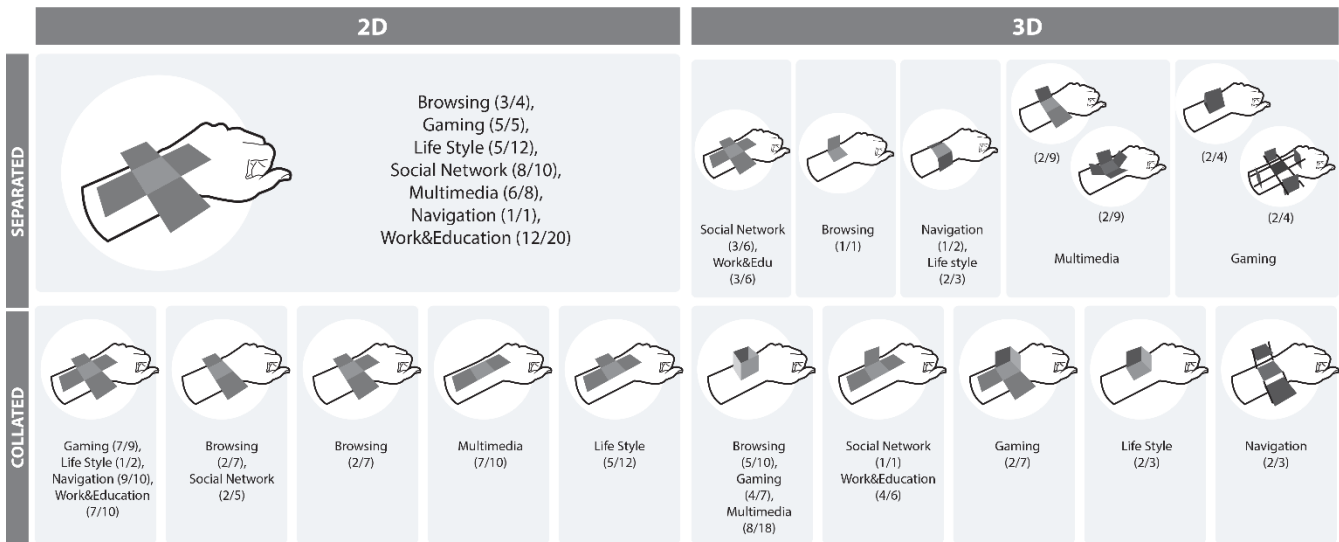 2D
3D
SEPARATED
Browsing (3/4),
Gaming (5/5),
Life Style (5/12),
Social Network (8/10),
Multimedia (6/8),
Navigation (1/1),
Work&Education (12/20)
Social Network
(3/6),
Work&Edu
(3/6)
Browsing
(1/1)
Navigation
(1/2),
Life style
(2/3)
(2/9)
(2/9)
Multimedia
(2/4)
(2/4)
Gaming
COLLATED
Gaming (7/9),
Life Style (1/2),
Navigation (9/10),
Work&Education
(7/10)
Browsing
(2/7),
Social Network
(2/5)
Browsing
(2/7)
Multimedia
(7/10)
Life Style
(5/12)
Browsing
(5/10),
Gaming
(4/7),
Multimedia
(8/18)
Social Network
(1/1)
Work&Education
(4/6)
Gaming
(2/7)
Life Style
(2/3)
Navigation
(2/3)